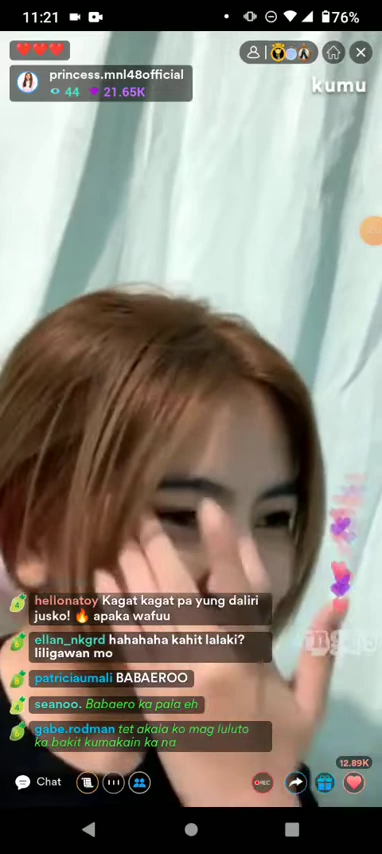 11:21
76%
princess.mnl48official
44 21.65K
kumu
hellonatoy Kagat kagat pa yung daliri
jusko! 🔥 apaka wafuu
ellan_nkgrd hahahaha kahit lalaki?
liligawan mo
patriciaumali BABAEROO
seanoo. Babaero ka pala eh
gabe.rodman tet akala ko mag luluto
ka bakit kumakain ka na
12.89K
Chat
REC